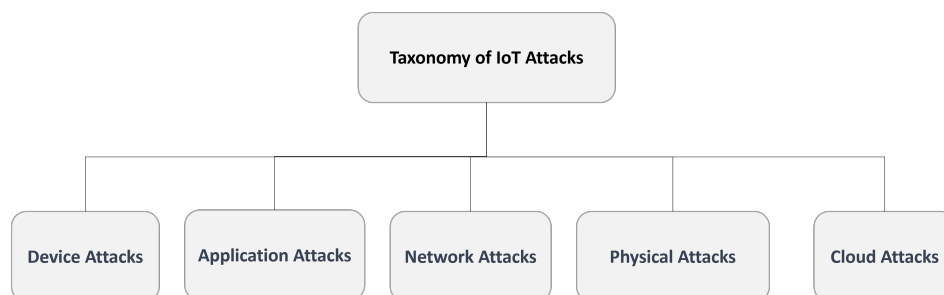 Taxonomy of IoT Attacks
Device Attacks
Application Attacks
Network Attacks
Physical Attacks
Cloud Attacks